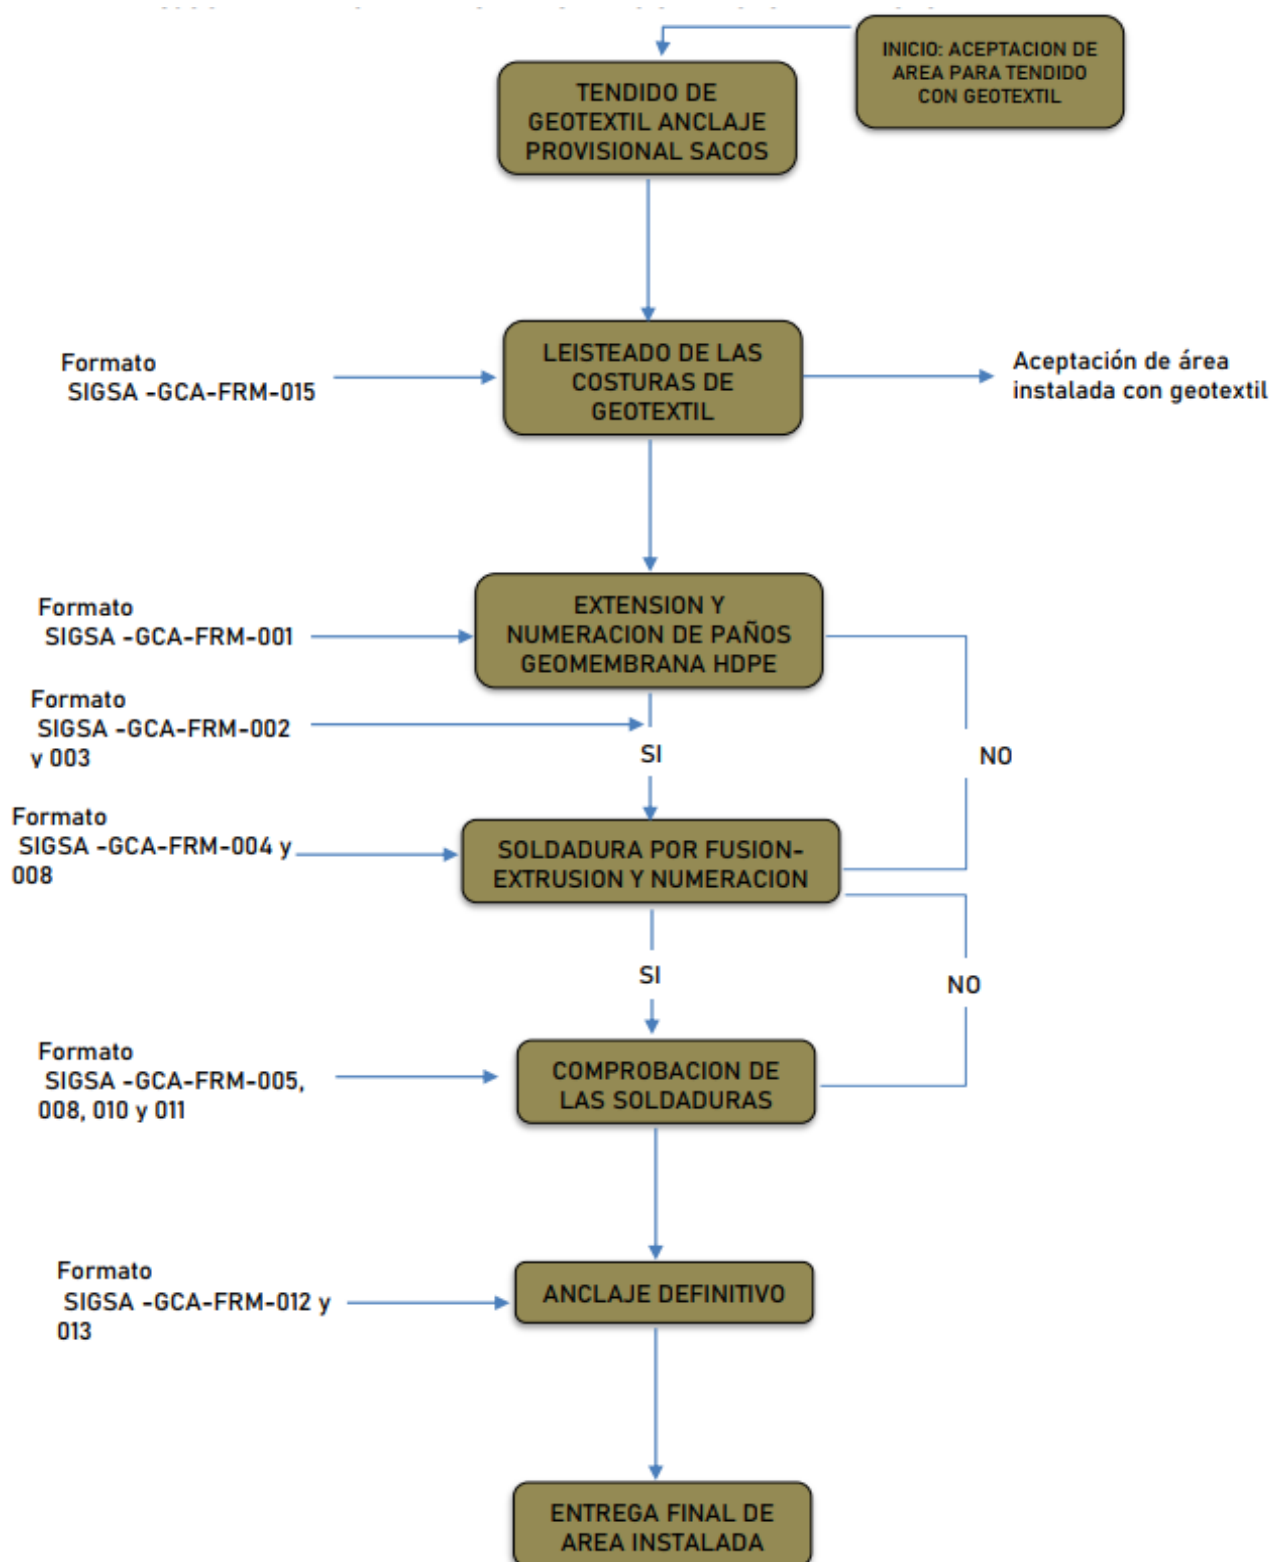 INICIO: ACEPTACION DE
AREA PARA TENDIDO
CON GEOTEXTIL
TENDIDO DE
GEOTEXTIL ANCLAJE
PROVISIONAL SACOS
Formato
SIGSA -GCA-FRM-015
LEISTEADO DE LAS
COSTURAS DE
GEOTEXTIL
Aceptación de área
instalada con geotextil
Formato
SIGSA -GCA-FRM-001
EXTENSION Y
NUMERACION DE PAÑOS
GEOMEMBRANA HDPE
Formato
SIGSA -GCA-FRM-002
y 003
SI
NO
Formato
SIGSA -GCA-FRM-004 y
008
SOLDADURA POR FUSION-
EXTRUSION Y NUMERACION
SI
NO
Formato
SIGSA -GCA-FRM-005,
008, 010 y 011
COMPROBACION DE
LAS SOLDADURAS
Formato
SIGSA -GCA-FRM-012 y
013
ANCLAJE DEFINITIVO
ENTREGA FINAL DE
AREA INSTALADA